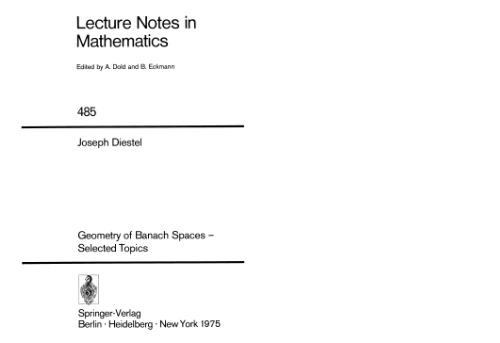 Lecture Notes in
Mathematics
Edited by A. Dold and B. Eckmann
485
Joseph Diestel
Geometry of Banach Spaces –
Selected Topics
Springer-Verlag
Berlin · Heidelberg · New York 1975